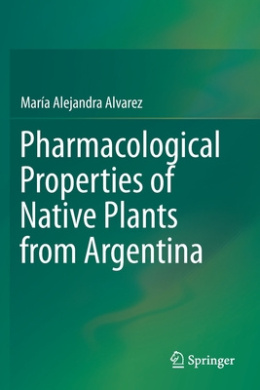 María Alejandra Alvarez
Pharmacological
Properties of
Native Plants
from Argentina
Springer